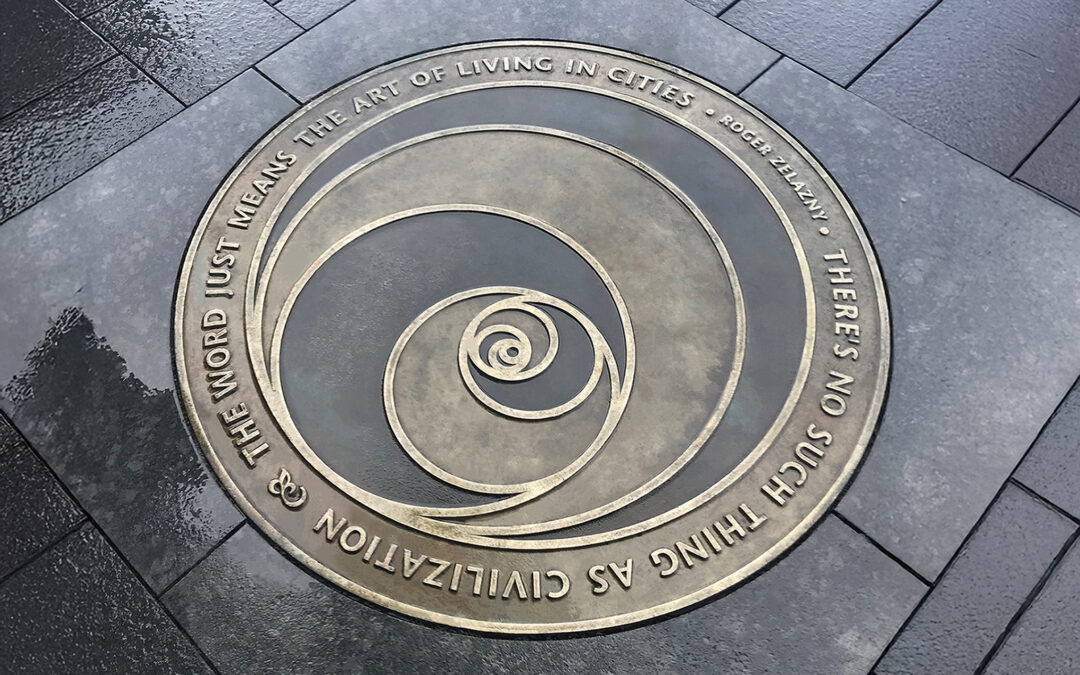 THERE'S NO SUCH THING AS CIVILIZATION & THE WORD JUST MEANS THE ART OF LIVING IN CITIES • ROGER ZELAZNY •